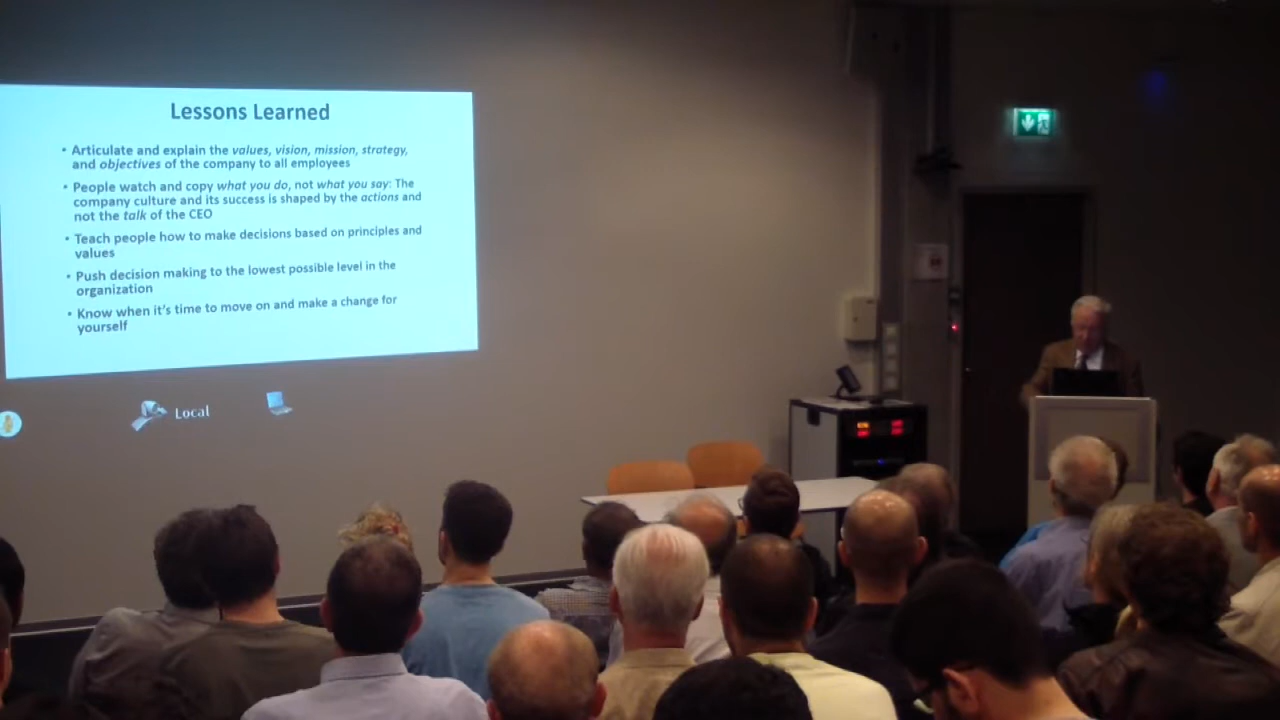 Lessons Learned
• Articulate and explain the values, vision, mission, strategy,
and objectives of the company to all employees
• People watch and copy what you do, not what you say: The
company culture and its success is shaped by the actions and
not the talk of the CEO
• Teach people how to make decisions based on principles and
values
• Push decision making to the lowest possible level in the
organization
• Know when it's time to move on and make a change for
yourself
Local